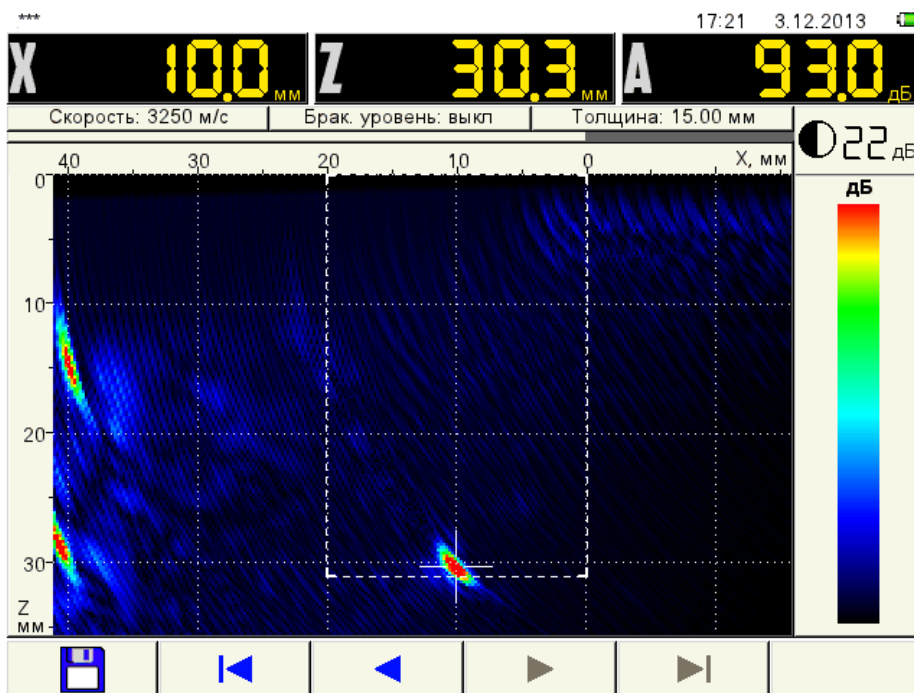 *** 17:21 3.12.2013
X 10.0 мм Z 30.3 мм A 93.0 дБ
Скорость: 3250 м/с Брак. уровень: выкл Толщина: 15.00 мм
22 дБ
40 30 20 10 0 X, мм
дБ
0
10
20
30
Z
мм